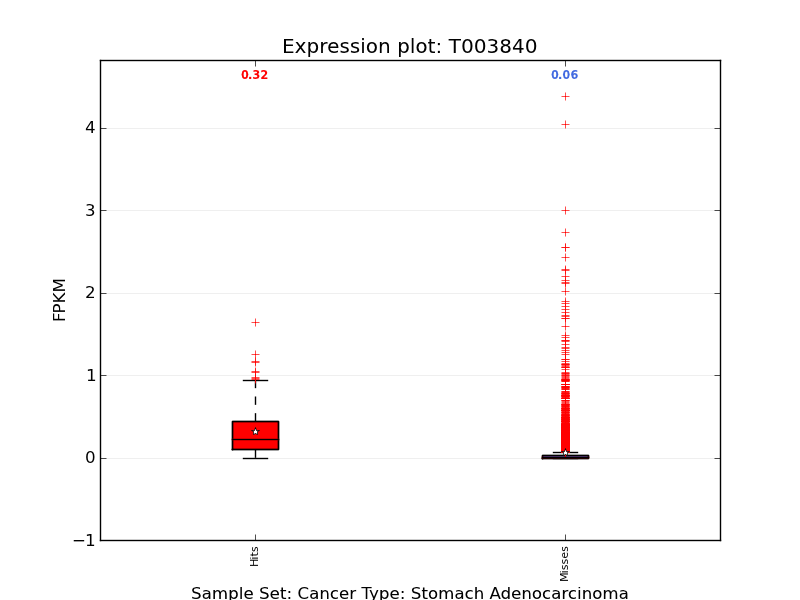 Expression plot: T003840
0.32 0.06
4
3
2
1
0
−1
FPKM
Hits Misses
Sample Set: Cancer Type: Stomach Adenocarcinoma